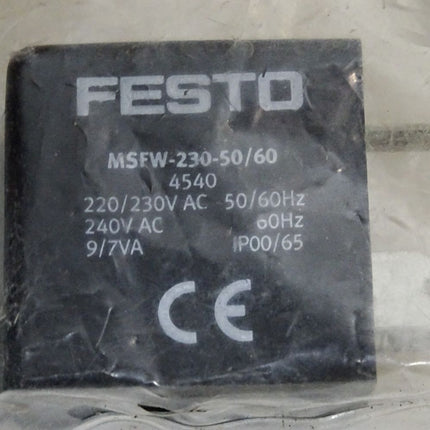 FESTO
MSFW-230-50/60
4540
220/230V AC 50/60Hz
240V AC 60Hz
9/7VA IP00/65
CE